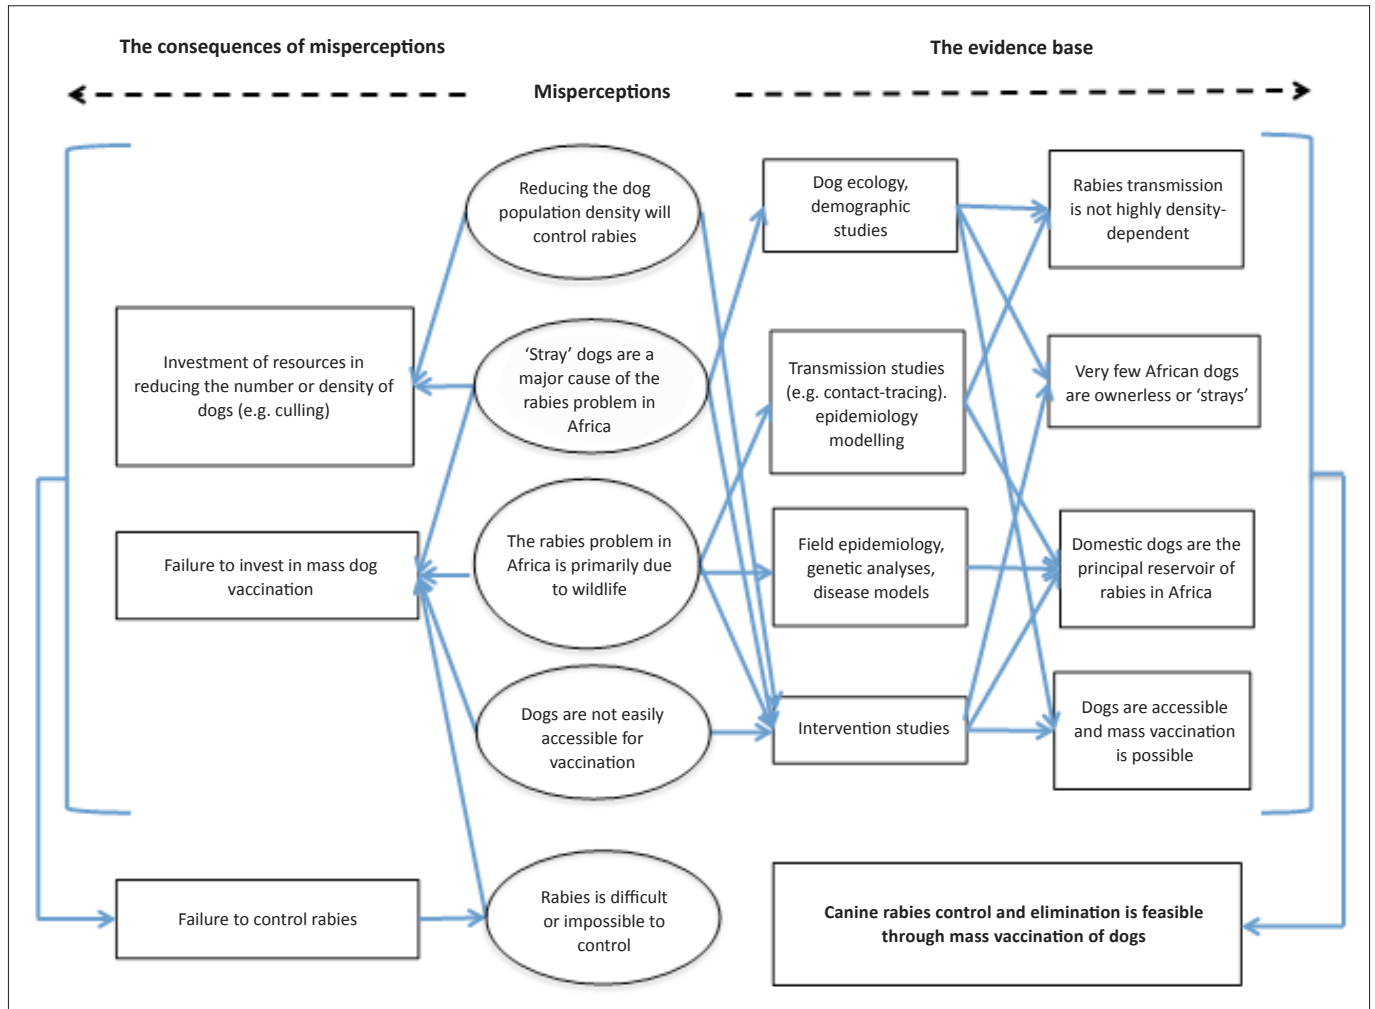 The consequences of misperceptions
The evidence base
Misperceptions
Reducing the dog
population density will
control rabies
Dog ecology,
demographic
studies
Rabies transmission
is not highly density-
dependent
Investment of resources in
reducing the number or density of
dogs (e.g. culling)
‘Stray’ dogs are a
major cause of the
rabies problem in
Africa
Transmission studies
(e.g. contact-tracing).
epidemiology
modelling
Very few African dogs
are ownerless or ‘strays’
Failure to invest in mass dog
vaccination
The rabies problem in
Africa is primarily due
to wildlife
Field epidemiology,
genetic analyses,
disease models
Domestic dogs are the
principal reservoir of
rabies in Africa
Dogs are not easily
accessible for
vaccination
Intervention studies
Dogs are accessible
and mass vaccination
is possible
Failure to control rabies
Rabies is difficult
or impossible to
control
Canine rabies control and elimination is feasible
through mass vaccination of dogs